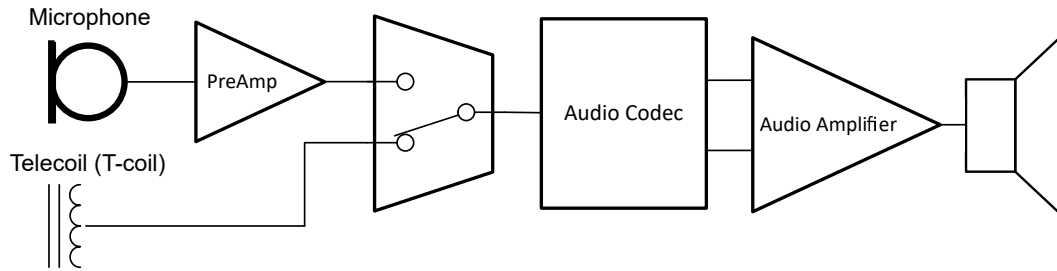 Microphone
PreAmp
Audio Codec
Audio Amplifier
Telecoil (T-coil)